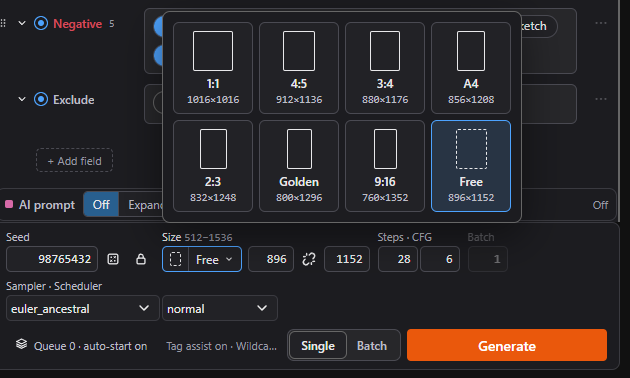 Negative 5
etch
1:1
1016×1016
4:5
912×1136
3:4
880×1176
A4
856×1208
Exclude
2:3
832×1248
Golden
800×1296
9:16
760×1352
Free
896×1152
+ Add field
AI prompt Off Expan Off
Seed Size 512–1536 Steps · CFG Batch
98765432 Free 896 1152 28 6 1
Sampler · Scheduler
euler_ancestral normal
Queue 0 · auto-start on Tag assist on · Wildca... Single Batch Generate